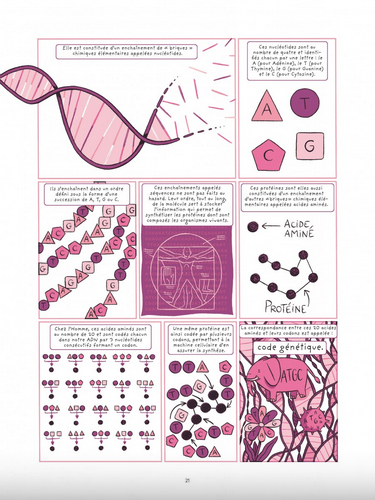 Elle est constituée d'un enchaînement de « briques »
chimiques élémentaires appelées nucléotides.
Ces nucléotides sont au
nombre de quatre et identi-
fiés chacun par une lettre : le
A (pour Adénine), le T (pour
Thymine), le G (pour Guanine)
et le C (pour Cytosine).
A
T
C
G
Ils s'enchaînent dans un ordre
défini sous la forme d'une
succession de A, T, G ou C.
Ces enchaînements appelés
séquences ne sont pas faits au
hasard. Leur ordre, tout au long
de la molécule sert à stocker
l'information qui permet de
synthétiser les protéines dont sont
composés les organismes vivants.
Ces protéines sont elles aussi
constituées d'un enchaînement
d'autres «briques» chimiques élé-
mentaires appelées acides aminés.
ACIDE
AMINÉ
PROTÉINE
Chez l'Homme, ces acides aminés sont
au nombre de 20 et sont codés chacun
dans notre ADN par 3 nucléotides
consécutifs formant un codon.
Une même protéine est
ainsi codée par plusieurs
codons, permettant à la
machine cellulaire d'en
assurer la synthèse.
La correspondance entre ces 20 acides
aminés et leurs codons est appelée :
code génétique.
ATGC
21